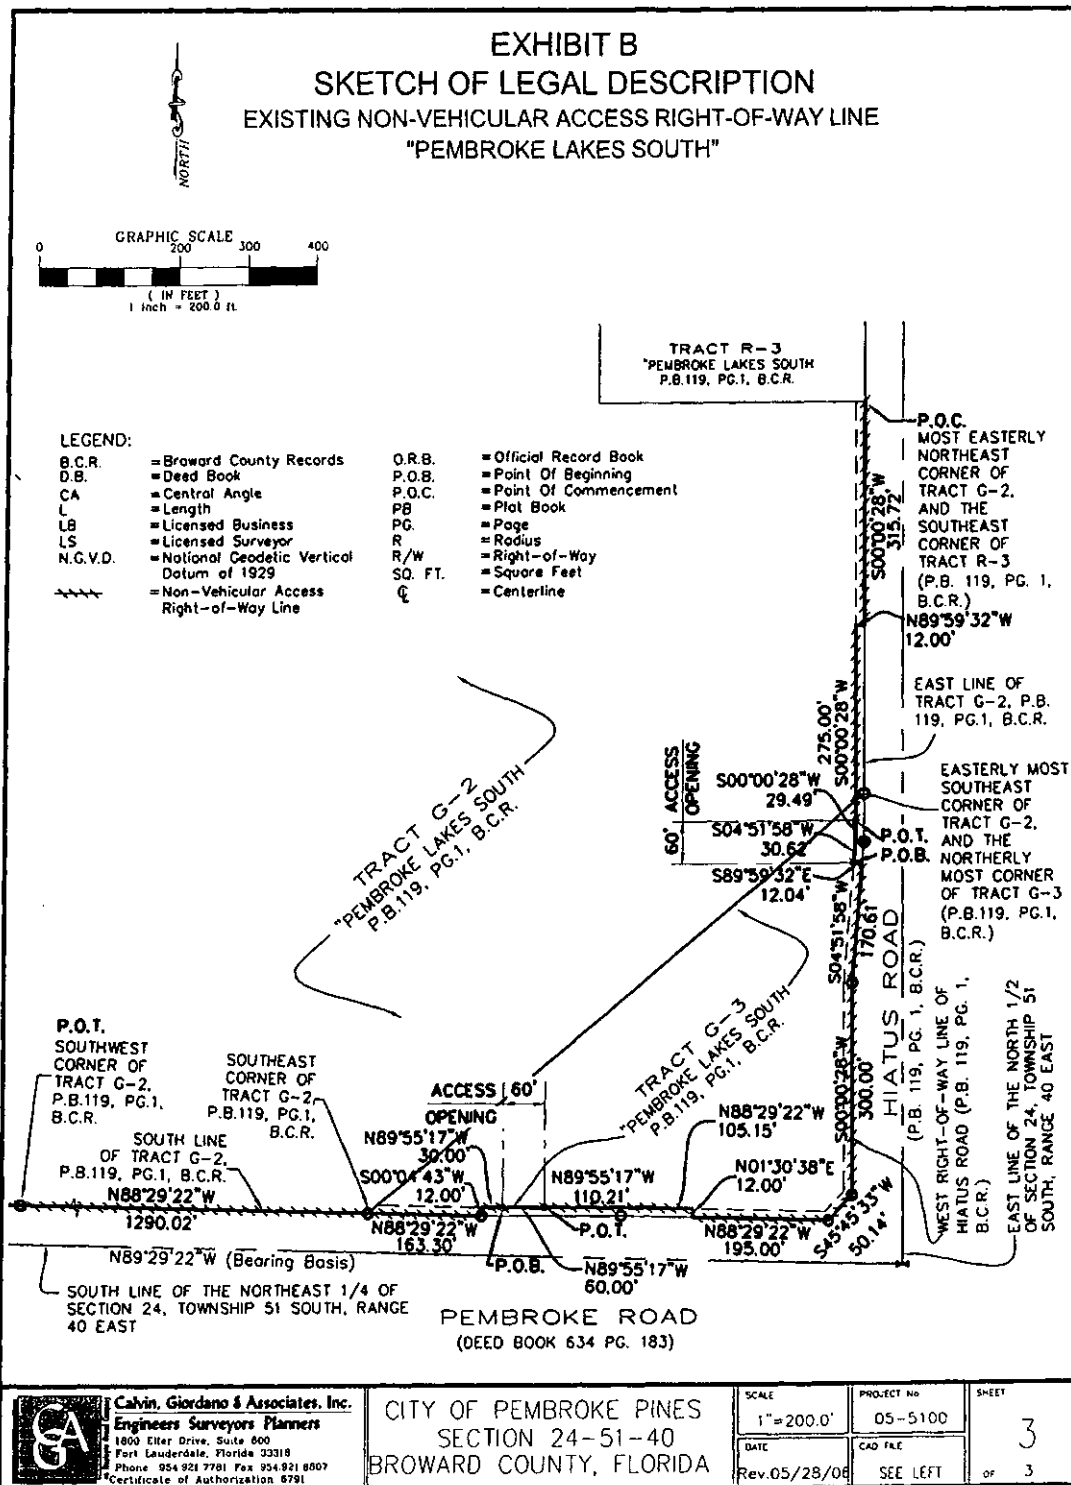 EXHIBIT B
SKETCH OF LEGAL DESCRIPTION
EXISTING NON-VEHICULAR ACCESS RIGHT-OF-WAY LINE
"PEMBROKE LAKES SOUTH"
NORTH
GRAPHIC SCALE
0 200 300 400
( IN FEET )
1 inch = 200.0 ft.
TRACT R-3
"PEMBROKE LAKES SOUTH
P.B.119, PG.1, B.C.R.
LEGEND:
B.C.R. =Broward County Records
D.B. =Deed Book
CA =Central Angle
L =Length
LB =Licensed Business
LS =Licensed Surveyor
N.G.V.D. =National Geodetic Vertical
Datum of 1929
=Non-Vehicular Access
Right-of-Way Line
O.R.B. =Official Record Book
P.O.B. =Point Of Beginning
P.O.C. =Point Of Commencement
PB =Plat Book
PG. =Page
R =Radius
R/W =Right-of-Way
SQ. FT. =Square Feet
℄ =Centerline
P.O.C.
MOST EASTERLY
NORTHEAST
CORNER OF
TRACT G-2,
AND THE
SOUTHEAST
CORNER OF
TRACT R-3
(P.B. 119, PG. 1,
B.C.R.)
S00°00'28"W
315.72'
N89°59'32"W
12.00'
EAST LINE OF
TRACT G-2, P.B.
119, PG.1, B.C.R.
275.00'
S00°00'28"W
60' ACCESS
OPENING
S00°00'28"W
29.49'
S04°51'58"W
30.62'
S89°59'32"E
12.04'
P.O.T.
P.O.B.
EASTERLY MOST
SOUTHEAST
CORNER OF
TRACT G-2,
AND THE
NORTHERLY
MOST CORNER
OF TRACT G-3
(P.B.119, PG.1,
B.C.R.)
TRACT G-2
"PEMBROKE LAKES SOUTH
P.B.119, PG.1, B.C.R.
S04°51'58"W
170.61'
TRACT G-3
"PEMBROKE LAKES SOUTH
P.B.119, PG.1, B.C.R.
S00°00'28"W
300.00'
HIATUS ROAD
(P.B. 119, PG. 1, B.C.R.)
WEST RIGHT-OF-WAY LINE OF
HIATUS ROAD (P.B. 119, PG. 1,
B.C.R.)
EAST LINE OF THE NORTH 1/2
OF SECTION 24, TOWNSHIP 51
SOUTH, RANGE 40 EAST
P.O.T.
SOUTHWEST
CORNER OF
TRACT G-2,
P.B.119, PG.1,
B.C.R.
SOUTHEAST
CORNER OF
TRACT G-2,
P.B.119, PG.1,
B.C.R.
SOUTH LINE
OF TRACT G-2,
P.B.119, PG.1, B.C.R.
N88°29'22"W
1290.02'
ACCESS 60'
OPENING
N89°55'17"W
30.00'
S00°04'43"W
12.00'
N88°29'22"W
163.30'
N89°55'17"W
110.21'
P.O.T.
P.O.B.
N89°55'17"W
60.00'
N88°29'22"W
105.15'
N01°30'38"E
12.00'
N88°29'22"W
195.00'
S45°45'33"W
50.14'
N89°29'22"W (Bearing Basis)
SOUTH LINE OF THE NORTHEAST 1/4 OF
SECTION 24, TOWNSHIP 51 SOUTH, RANGE
40 EAST
PEMBROKE ROAD
(DEED BOOK 634 PG. 183)
Calvin, Giordano & Associates, Inc.
Engineers Surveyors Planners
1800 Eller Drive, Suite 600
Fort Lauderdale, Florida 33316
Phone 954.921.7781 Fax 954.921.8807
Certificate of Authorization 6791
CITY OF PEMBROKE PINES
SECTION 24-51-40
BROWARD COUNTY, FLORIDA
SCALE
1"=200.0'
PROJECT No
05-5100
SHEET
3
OF 3
DATE
Rev.05/28/08
CAD FILE
SEE LEFT